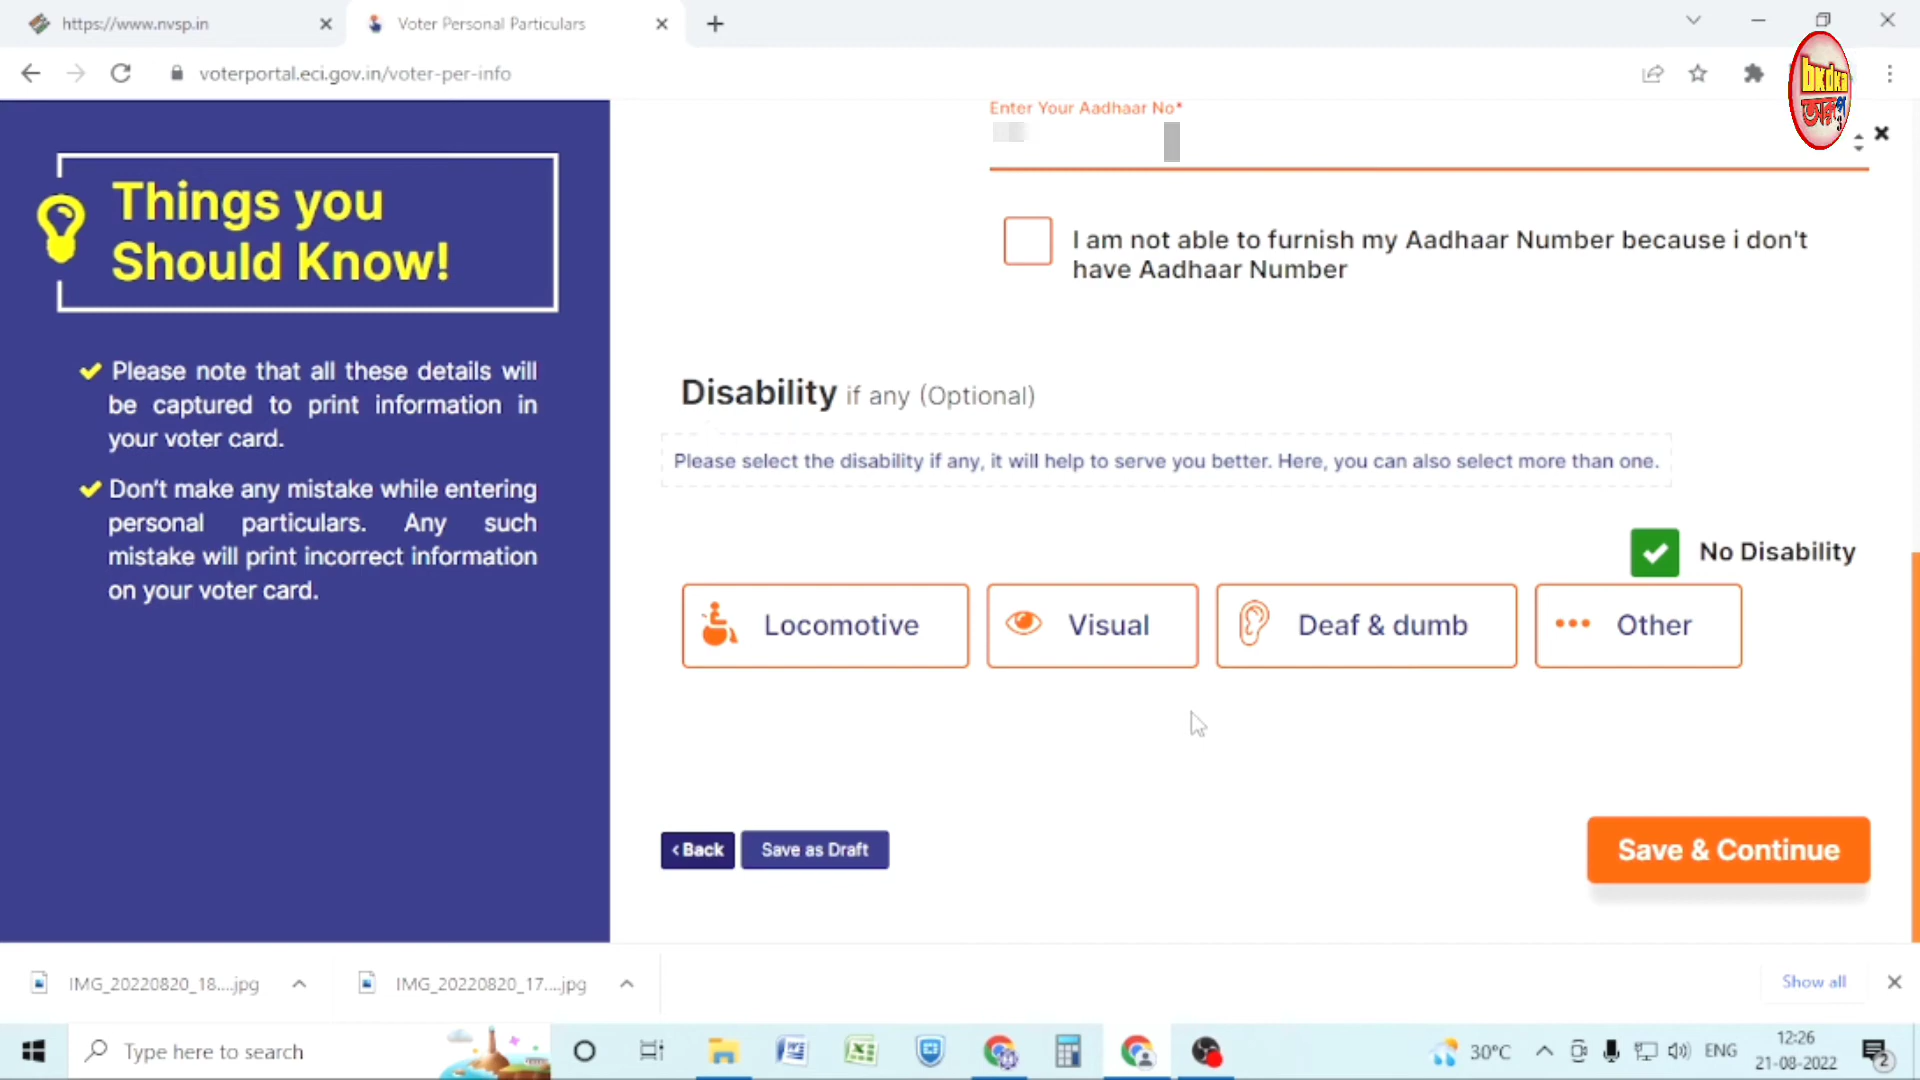 https://www.nvsp.in
Voter Personal Particulars
voterportal.eci.gov.in/voter-per-info
bkdka
3
Enter Your Aadhaar No*
I am not able to furnish my Aadhaar Number because i don't
have Aadhaar Number
Things you
Should Know!
Please note that all these details will
be captured to print information in
your voter card.
Don't make any mistake while entering
personal particulars. Any such
mistake will print incorrect information
on your voter card.
Disability if any (Optional)
Please select the disability if any, it will help to serve you better. Here, you can also select more than one.
No Disability
Locomotive
Visual
Deaf & dumb
Other
< Back
Save as Draft
Save & Continue
IMG_20220820_18....jpg
IMG_20220820_17....jpg
Show all
Type here to search
30°C
ENG
12:26
21-08-2022
2